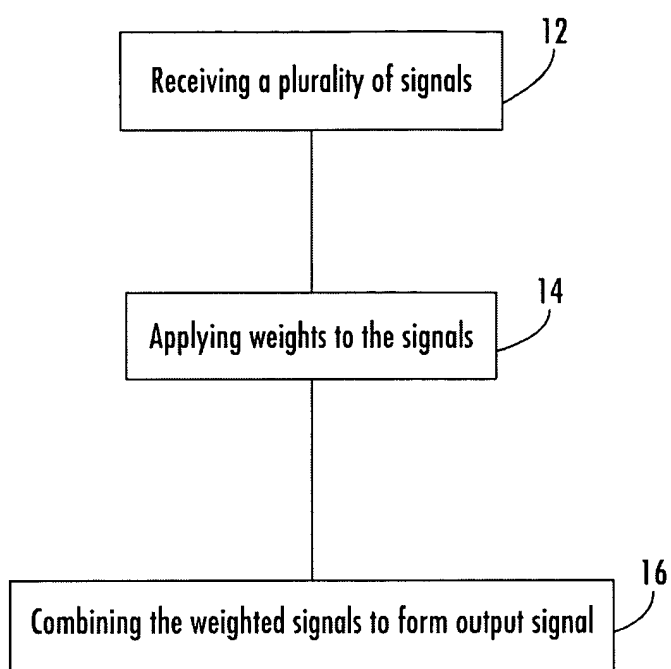 12
Receiving a plurality of signals
14
Applying weights to the signals
16
Combining the weighted signals to form output signal